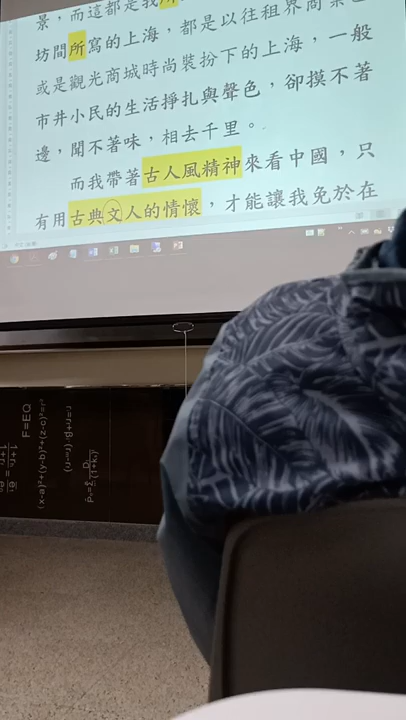 景，而這都是我所
坊間所寫的上海，都是以往租界商業
或是觀光商城時尚裝扮下的上海，一般
市井小民的生活掙扎與聲色，卻摸不著
邊，聞不著味，相去千里。
而我帶著古人風精神來看中國，只
有用古典文人的情懷，才能讓我免於在
F=EQ
(x-a)²+(y-b)²+(z-c)²=r²